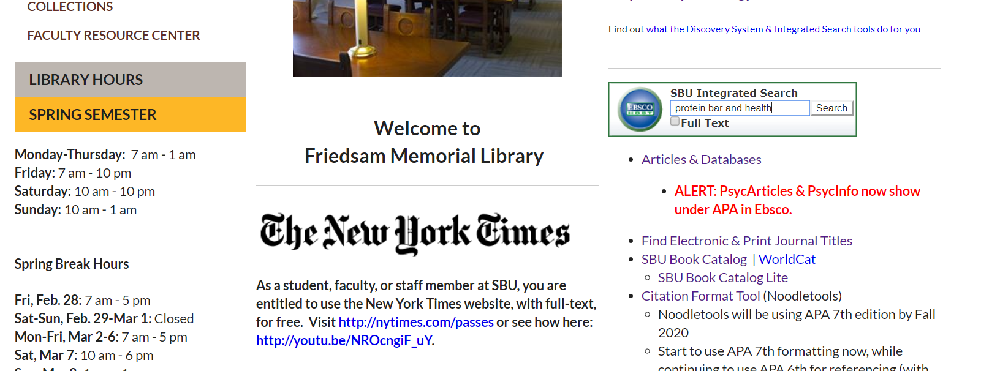 COLLECTIONS
FACULTY RESOURCE CENTER
LIBRARY HOURS
SPRING SEMESTER
Monday-Thursday: 7 am - 1 am
Friday: 7 am - 10 pm
Saturday: 10 am - 10 pm
Sunday: 10 am - 1 am
Spring Break Hours
Fri, Feb. 28: 7 am - 5 pm
Sat-Sun, Feb. 29-Mar 1: Closed
Mon-Fri, Mar 2-6: 7 am - 5 pm
Sat, Mar 7: 10 am - 6 pm
Welcome to
Friedsam Memorial Library
The New York Times
As a student, faculty, or staff member at SBU, you are
entitled to use the New York Times website, with full-text,
for free. Visit http://nytimes.com/passes or see how here:
http://youtu.be/NROcngiF_uY.
Find out what the Discovery System & Integrated Search tools do for you
EBSCO
HOST
SBU Integrated Search
protein bar and health
Search
Full Text
Articles & Databases
ALERT: PsycArticles & PsycInfo now show
under APA in Ebsco.
Find Electronic & Print Journal Titles
SBU Book Catalog | WorldCat
SBU Book Catalog Lite
Citation Format Tool (Noodletools)
Noodletools will be using APA 7th edition by Fall
2020
Start to use APA 7th formatting now, while
continuing to use APA 6th for referencing (with